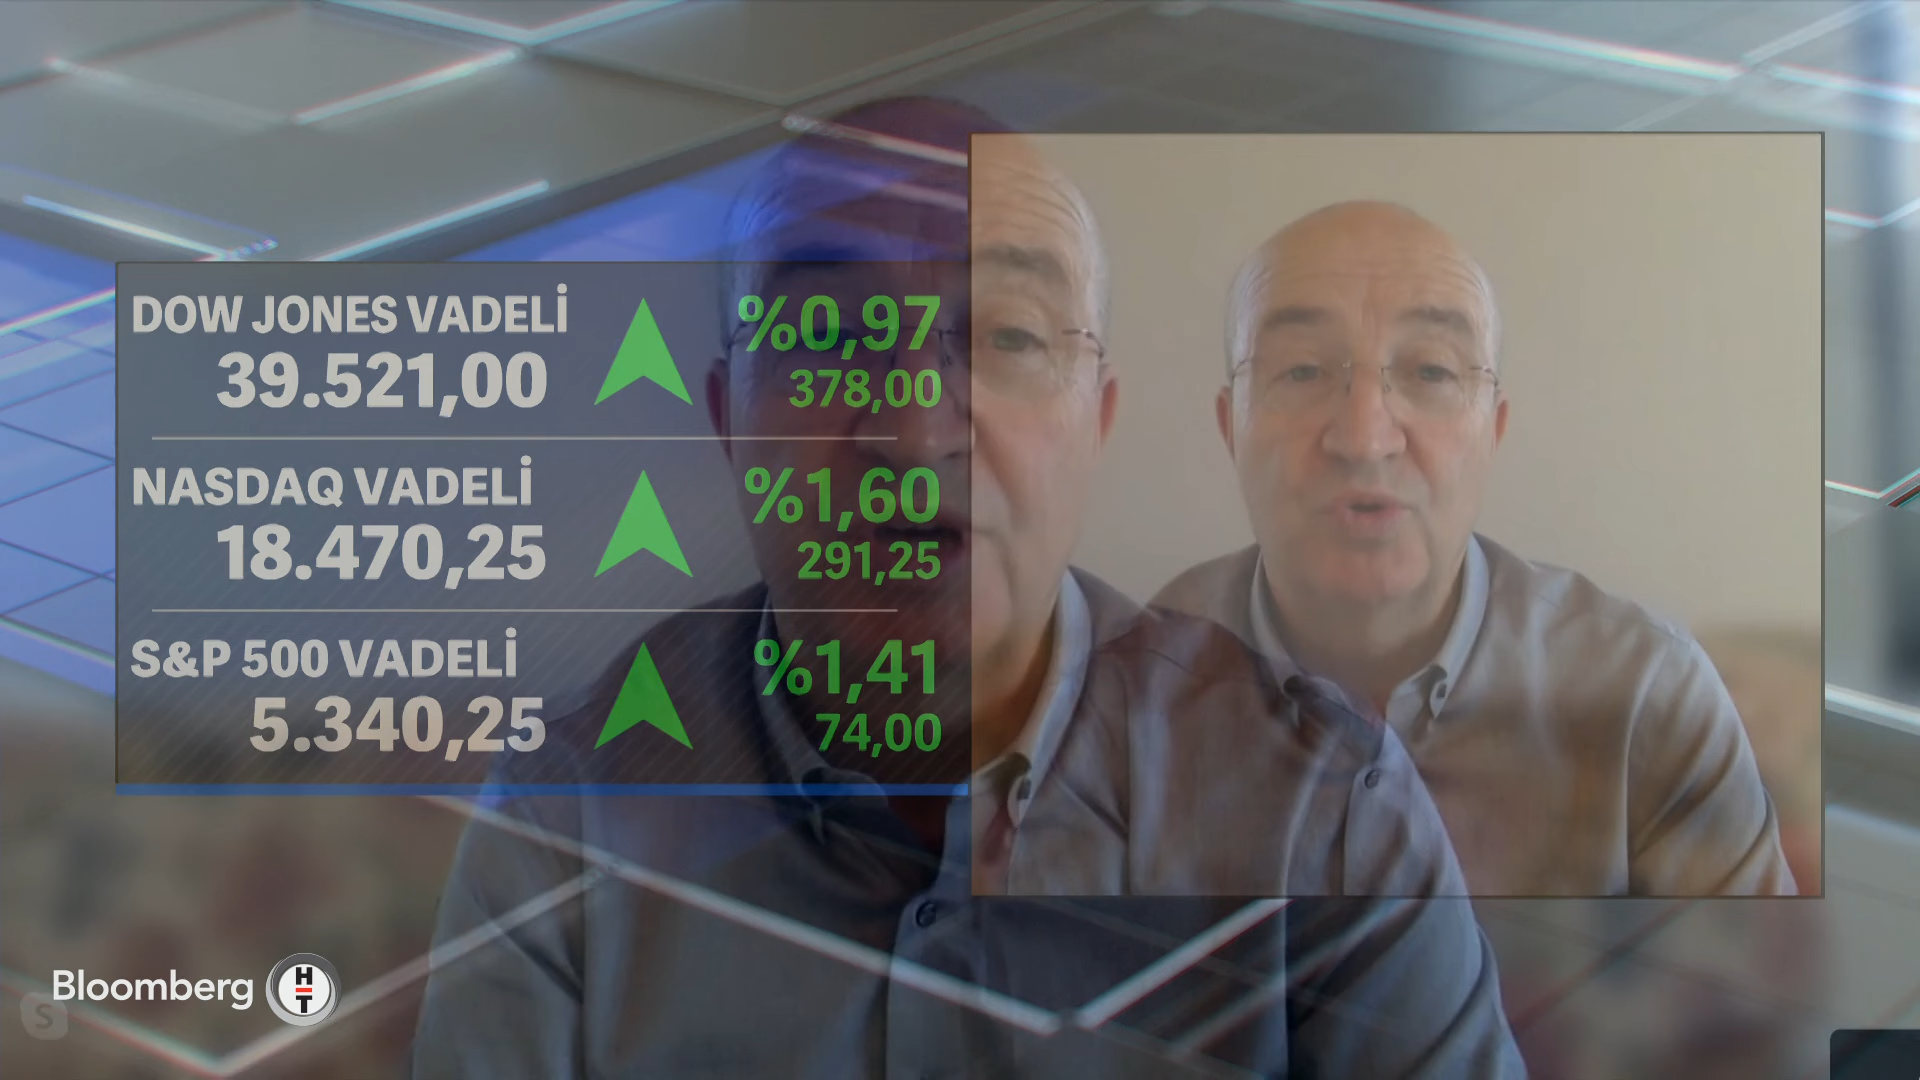 DOW JONES VADELİ
39.521,00
%0,97
378,00
NASDAQ VADELİ
18.470,25
%1,60
291,25
S&P 500 VADELİ
5.340,25
%1,41
74,00
Bloomberg HT
S